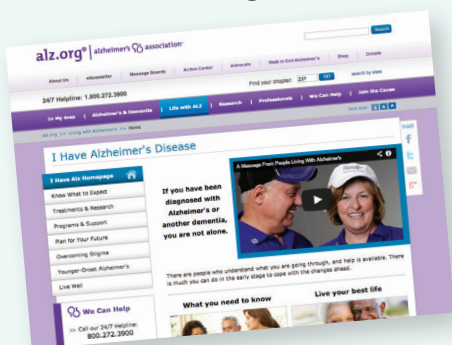 Search
alz.org® | alzheimer's association®
About Us eNewsletter Message Boards Action Center Advocate Walk to End Alzheimer's Shop Donate
24/7 Helpline: 1.800.272.3900 Find your chapter: ZIP GO search by state
In My Area | Alzheimer's & Dementia | Life with ALZ | Research | Professionals | We Can Help | Join the Cause
alz.org >> Living with Alzheimer's >> Home
Text size: A A A
SHARE
I Have Alzheimer's Disease
I Have Alz Homepage
Know What to Expect
Treatments & Research
Programs & Support
Plan for Your Future
Overcoming Stigma
Younger-Onset Alzheimer's
Live Well
We Can Help
>> Call our 24/7 Helpline:
800.272.3900
If you have been
diagnosed with
Alzheimer's or
another dementia,
you are not alone.
A Message From People Living With Alzheimer's
There are people who understand what you are going through, and help is available. There
is much you can do in the early stage to cope with the changes ahead.
What you need to know
Live your best life